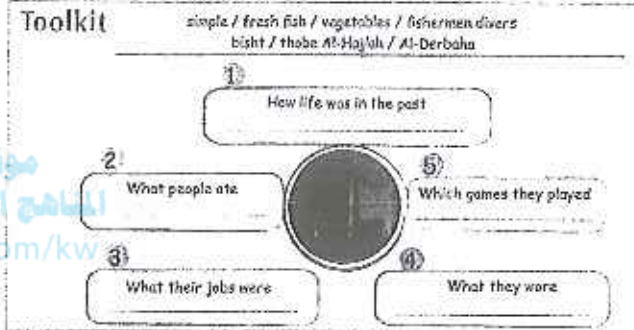 Toolkit
simple / fresh fish / vegetables / fishermen divers
bisht / thobe Al-Hajlah / Al-Derbaha
1
How life was in the past
2
What people ate
5
Which games they played
om/kw
3
What their jobs were
4
What they wore